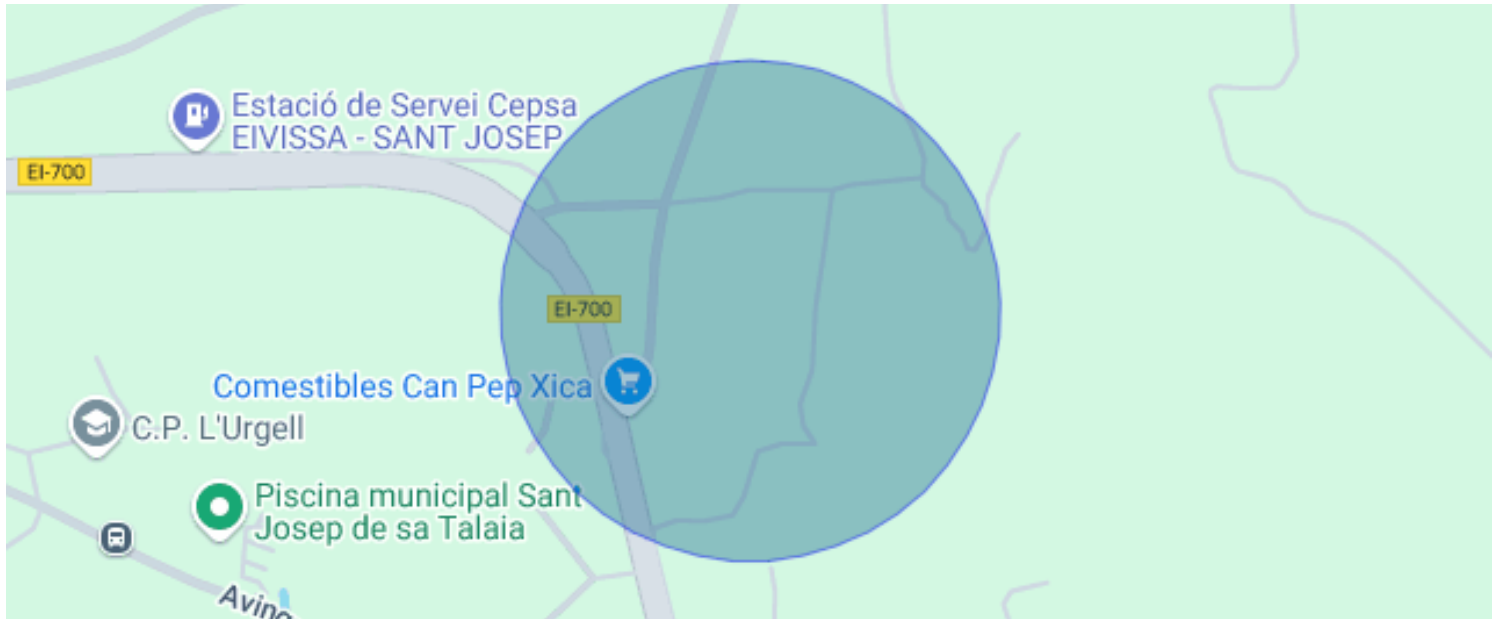 Estació de Servei Cepsa
EIVISSA - SANT JOSEP
EI-700
EI-700
Comestibles Can Pep Xica
C.P. L'Urgell
Piscina municipal Sant
Josep de sa Talaia